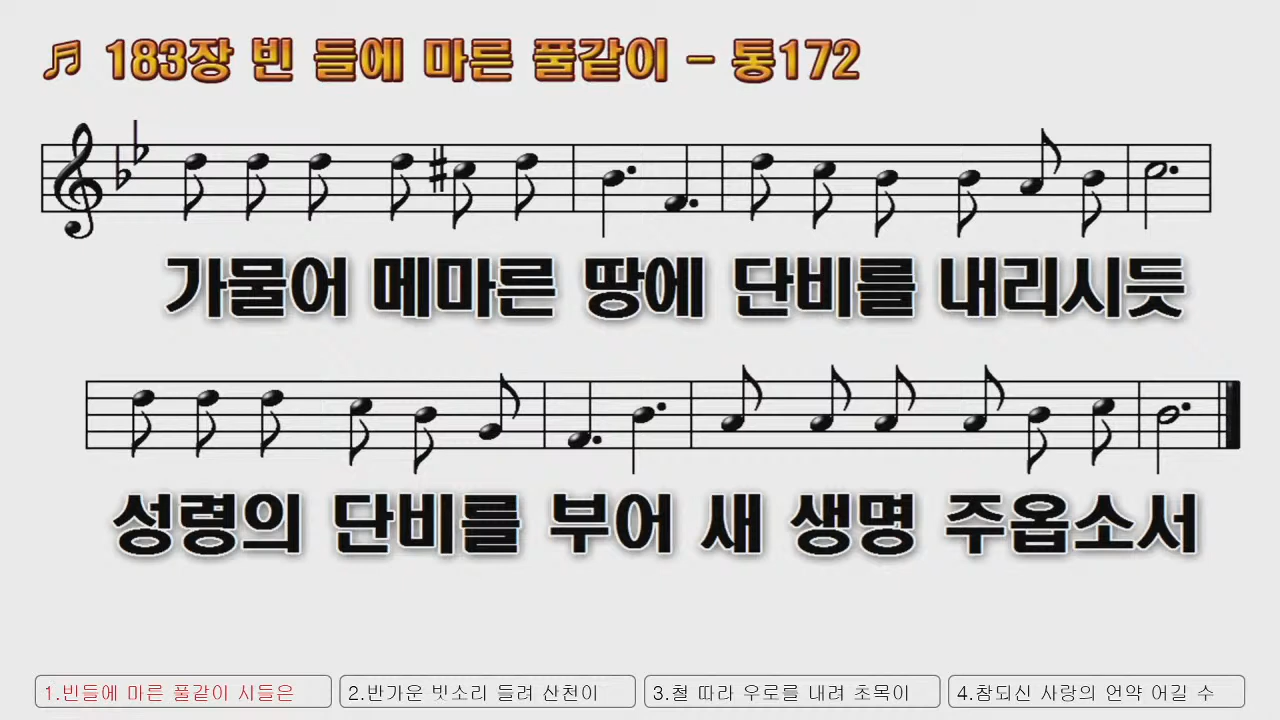 183장 빈 들에 마른 풀같이 - 통172
가물어 메마른 땅에 단비를 내리시듯
성령의 단비를 부어 새 생명 주옵소서
1.빈들에 마른 풀같이 시들은
2.반가운 빗소리 들려 산천이
3.철 따라 우로를 내려 초목이
4.참되신 사랑의 언약 어길 수